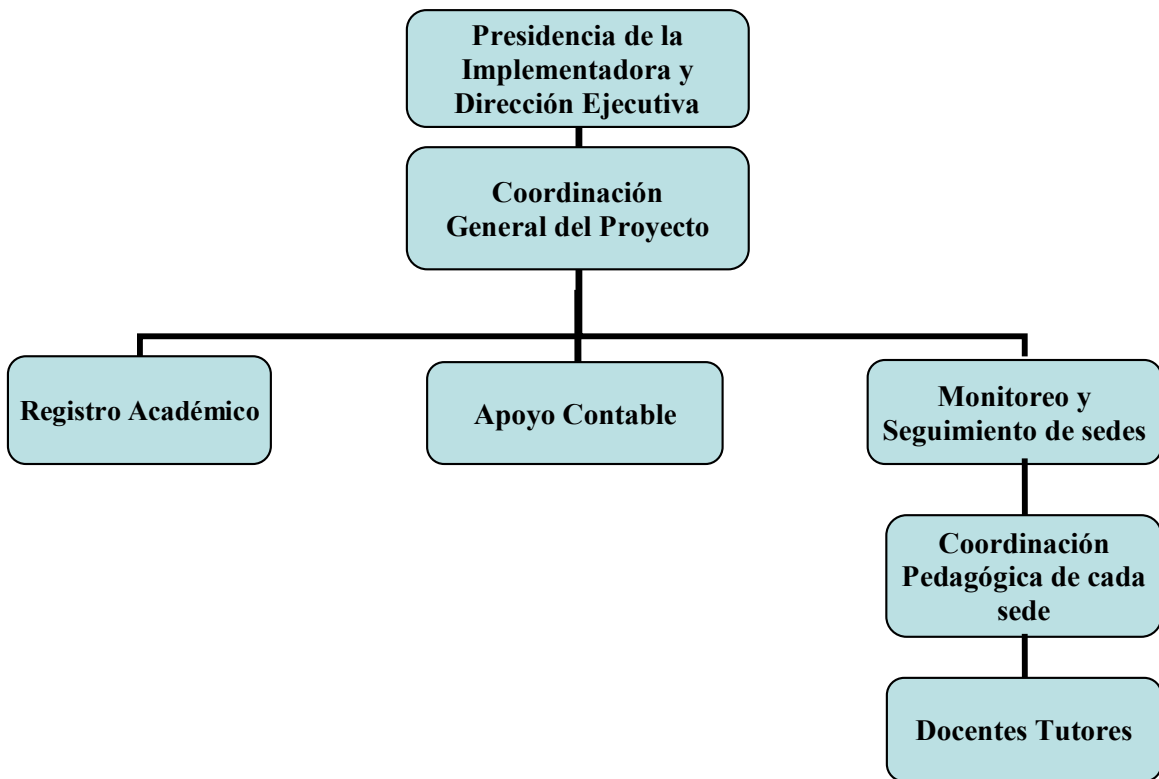 Presidencia de la
Implementadora y
Dirección Ejecutiva
Coordinación
General del Proyecto
Registro Académico
Apoyo Contable
Monitoreo y
Seguimiento de sedes
Coordinación
Pedagógica de cada
sede
Docentes Tutores